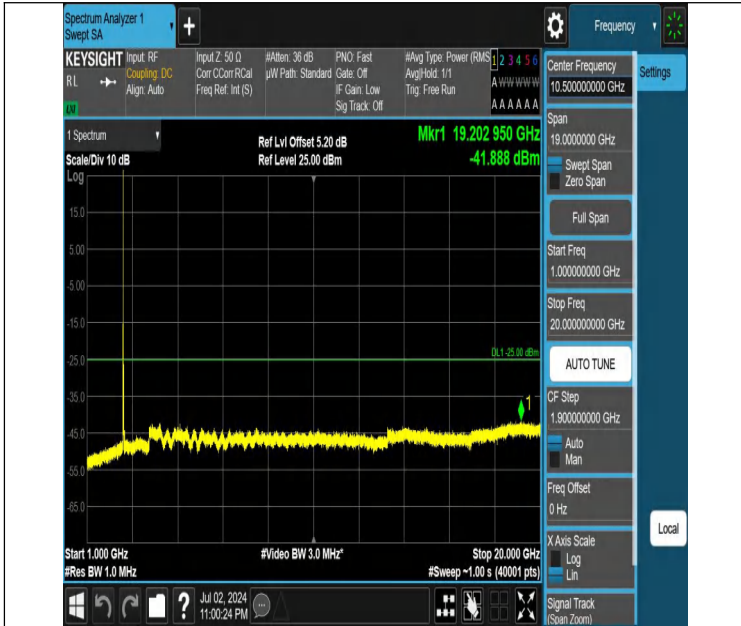 Spectrum Analyzer 1
Swept SA
+
Frequency
KEYSIGHT
RL
Input: RF
Coupling: DC
Align: Auto
Input Z: 50 Ω
Corr CCorr RCal
Freq Ref: Int (S)
#Atten: 36 dB
µW Path: Standard
PNO: Fast
Gate: Off
IF Gain: Low
Sig Track: Off
#Avg Type: Power (RMS
Avg|Hold: 1/1
Trig: Free Run
1 2 3 4 5 6
A W W W W W
A A A A A A
1 Spectrum
Scale/Div 10 dB
Log
Ref Lvl Offset 5.20 dB
Ref Level 25.00 dBm
Mkr1 19.202 950 GHz
-41.888 dBm
15.0
5.00
-5.00
-15.0
-25.0
-35.0
-45.0
-55.0
-65.0
DL1 -25.00 dBm
1
Start 1.000 GHz
#Res BW 1.0 MHz
#Video BW 3.0 MHz*
Stop 20.000 GHz
#Sweep ~1.00 s (40001 pts)
Center Frequency
10.500000000 GHz
Settings
Span
19.0000000 GHz
Swept Span
Zero Span
Full Span
Start Freq
1.000000000 GHz
Stop Freq
20.000000000 GHz
AUTO TUNE
CF Step
1.900000000 GHz
Auto
Man
Freq Offset
0 Hz
X Axis Scale
Log
Lin
Local
Signal Track
(Span Zoom)
?
Jul 02, 2024
11:00:24 PM